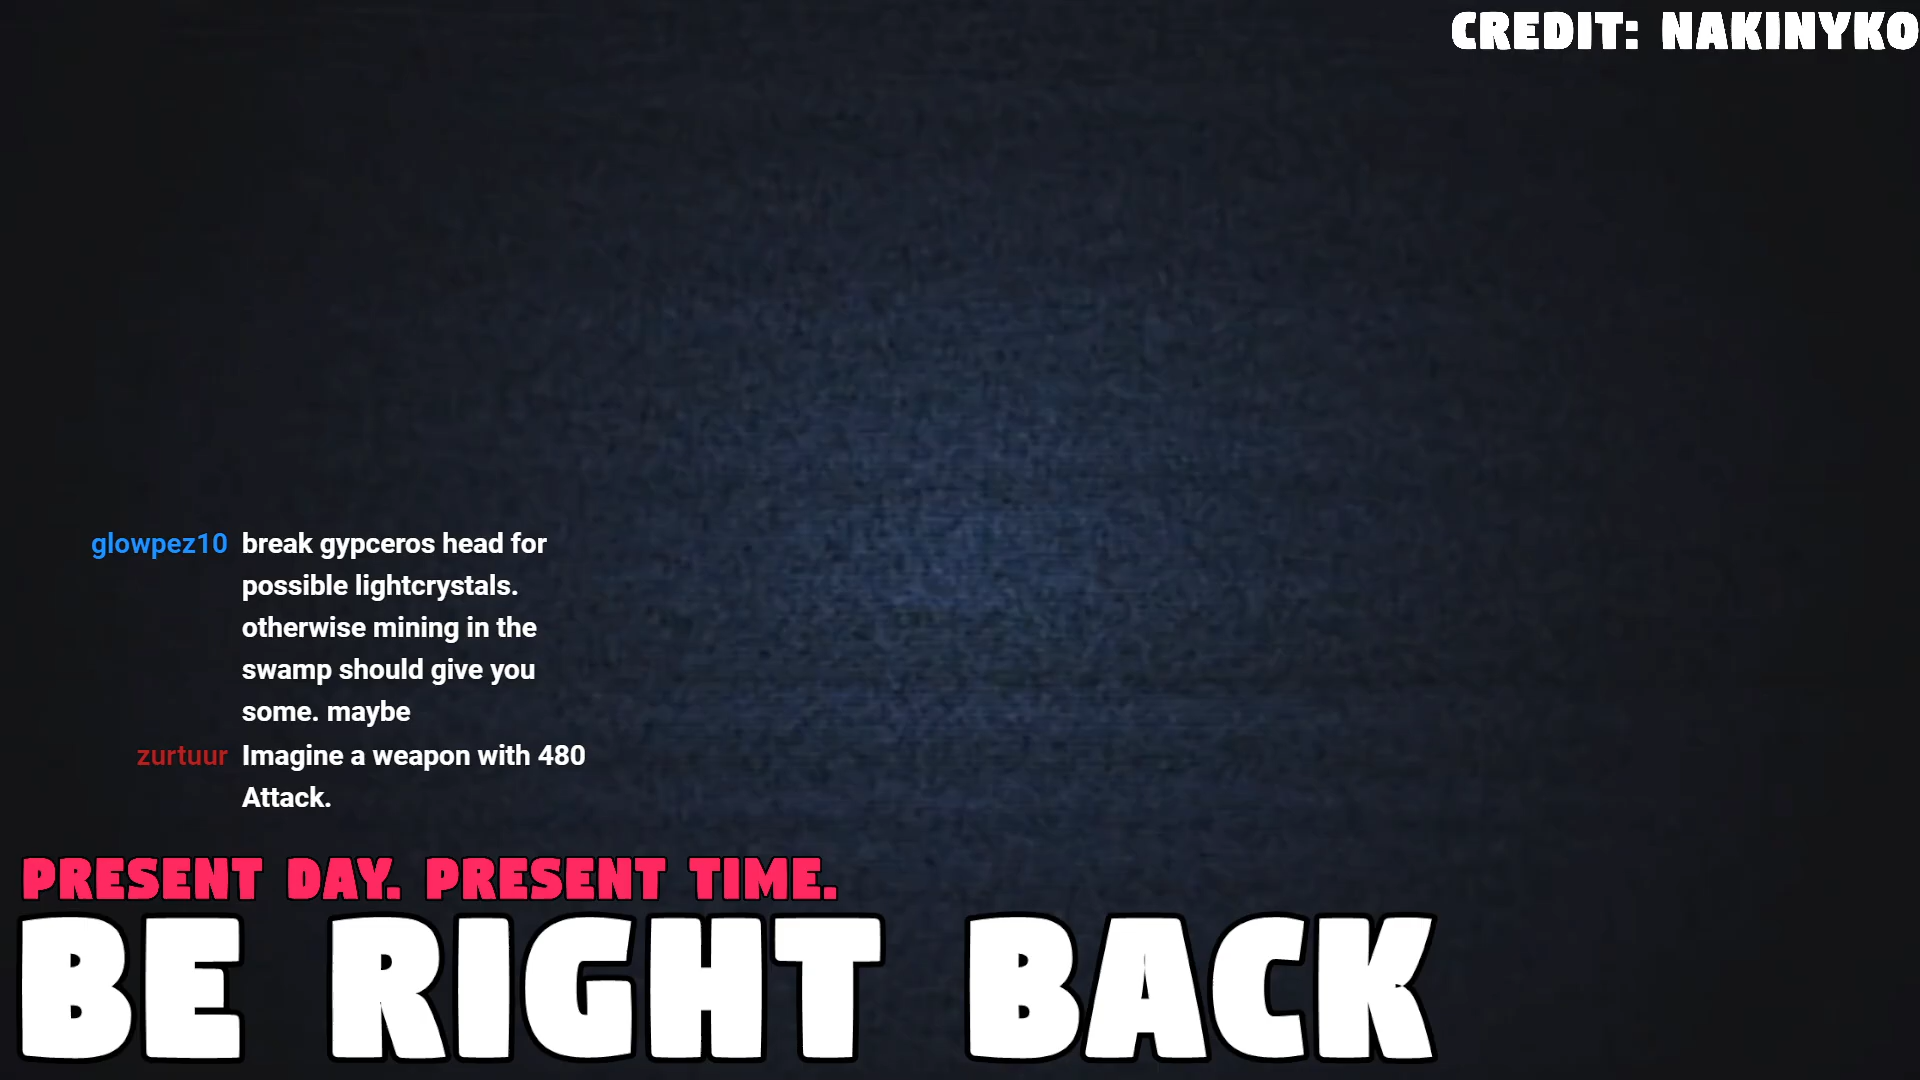 CREDIT: NAKINYKO
glowpez10 break gypceros head for
possible lightcrystals.
otherwise mining in the
swamp should give you
some. maybe
zurtuur Imagine a weapon with 480
Attack.
PRESENT DAY. PRESENT TIME.
BE RIGHT BACK